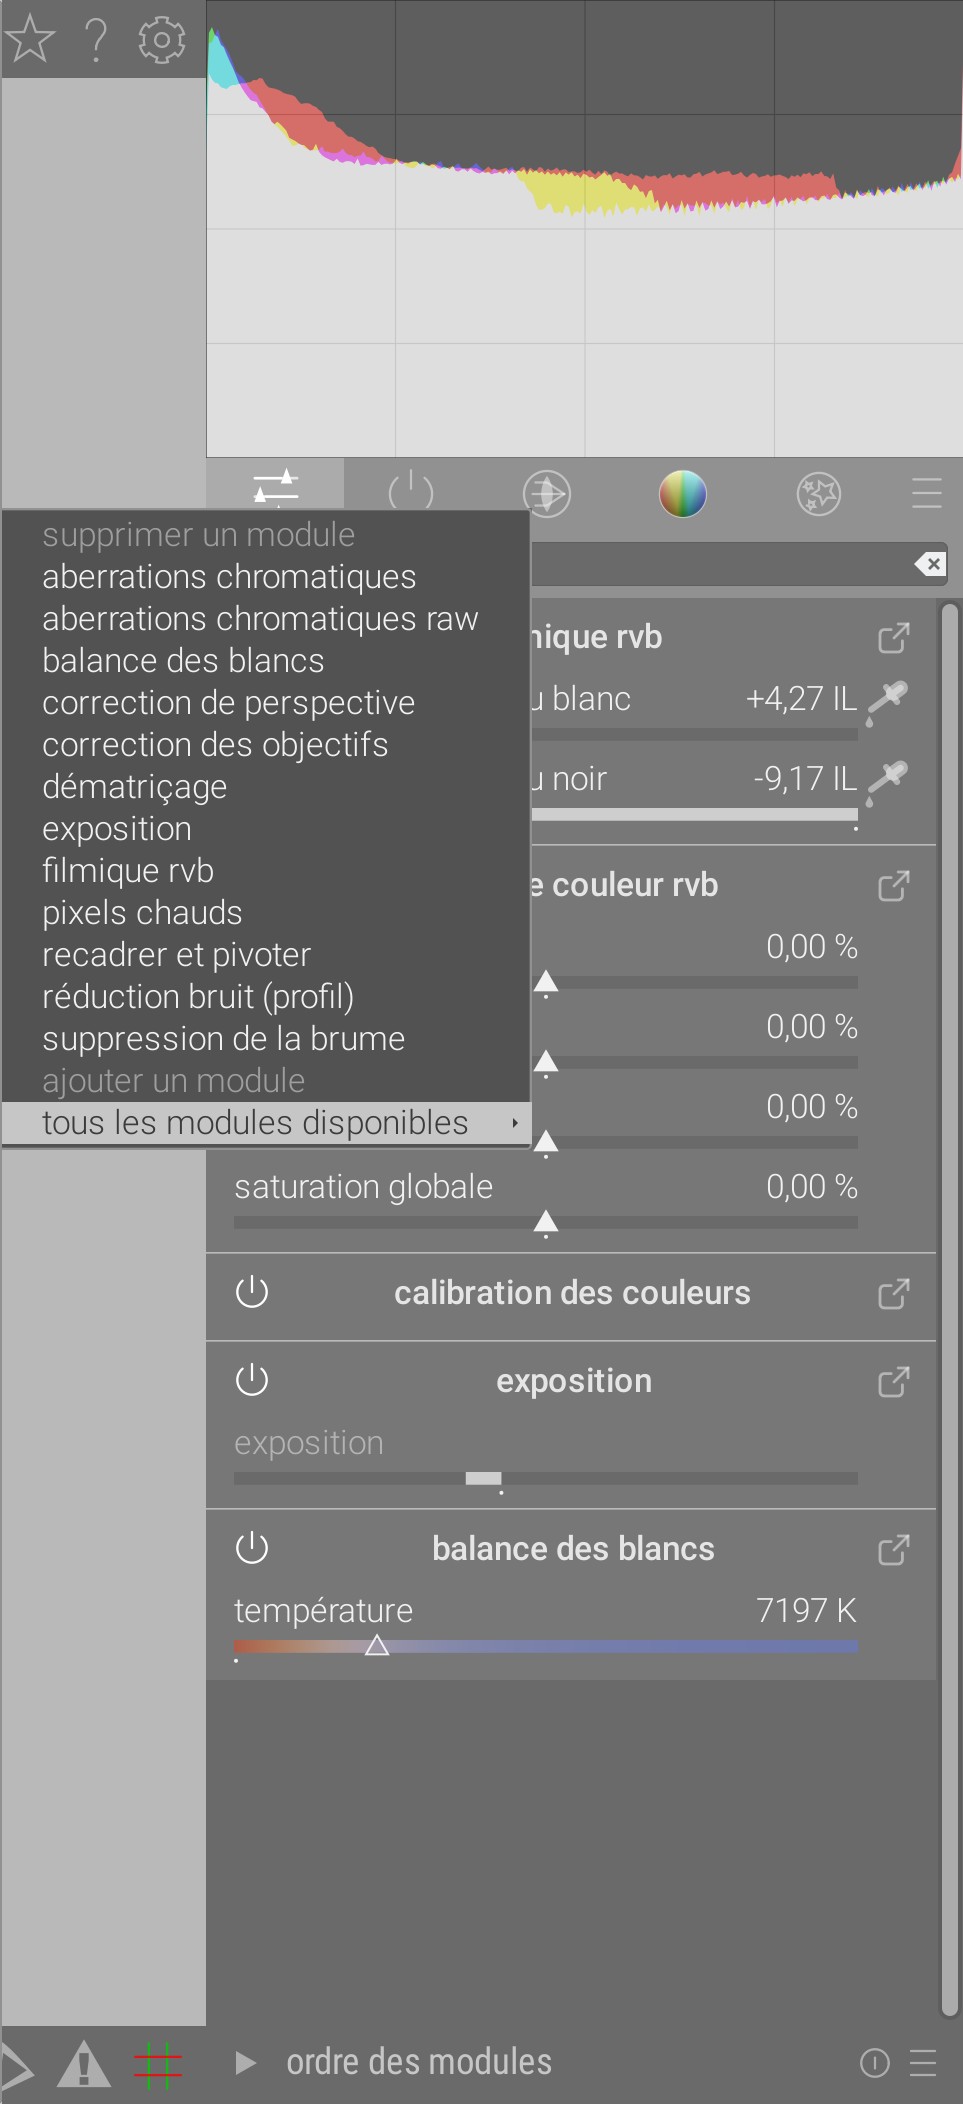 supprimer un module
aberrations chromatiques
aberrations chromatiques raw
balance des blancs
correction de perspective
correction des objectifs
dématriçage
exposition
filmique rvb
pixels chauds
recadrer et pivoter
réduction bruit (profil)
suppression de la brume
ajouter un module
tous les modules disponibles
rvb
blanc +4,27 IL
noir -9,17 IL
couleur rvb
0,00 %
0,00 %
0,00 %
saturation globale 0,00 %
calibration des couleurs
exposition
exposition
balance des blancs
température 7197 K
ordre des modules